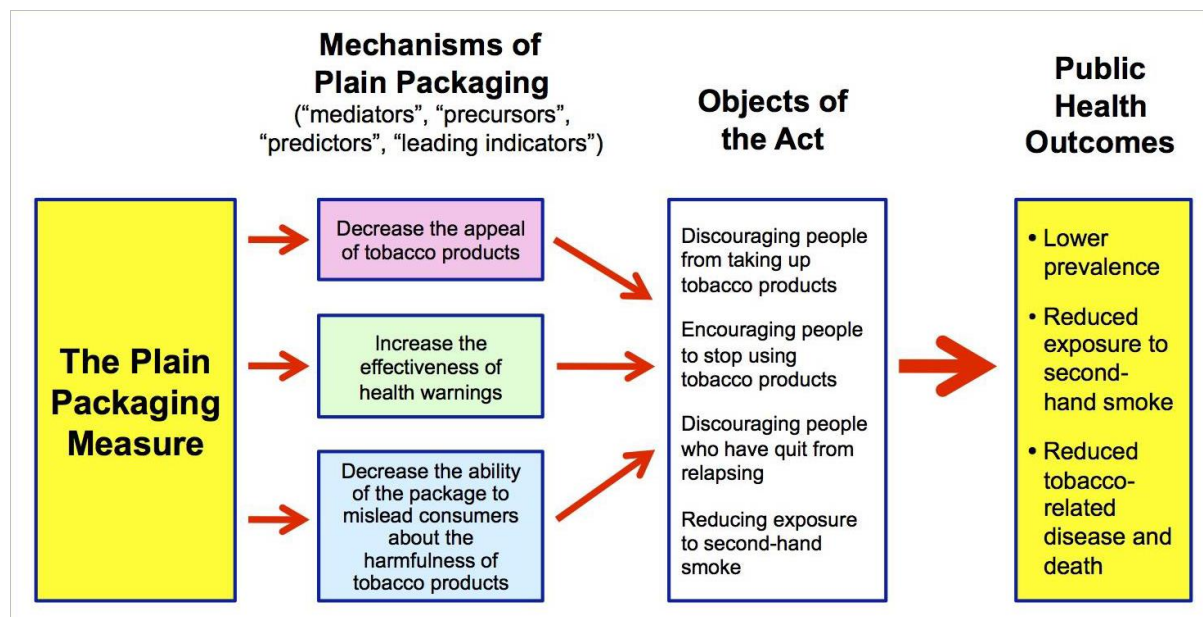 Mechanisms of
Plain Packaging
(“mediators”, “precursors”,
“predictors”, “leading indicators”)
Objects of
the Act
Public
Health
Outcomes
The Plain
Packaging
Measure
Decrease the appeal
of tobacco products
Increase the
effectiveness of
health warnings
Decrease the ability
of the package to
mislead consumers
about the
harmfulness of
tobacco products
Discouraging people
from taking up
tobacco products
Encouraging people
to stop using
tobacco products
Discouraging people
who have quit from
relapsing
Reducing exposure
to second-hand
smoke
• Lower
prevalence
• Reduced
exposure to
second-
hand smoke
• Reduced
tobacco-
related
disease and
death